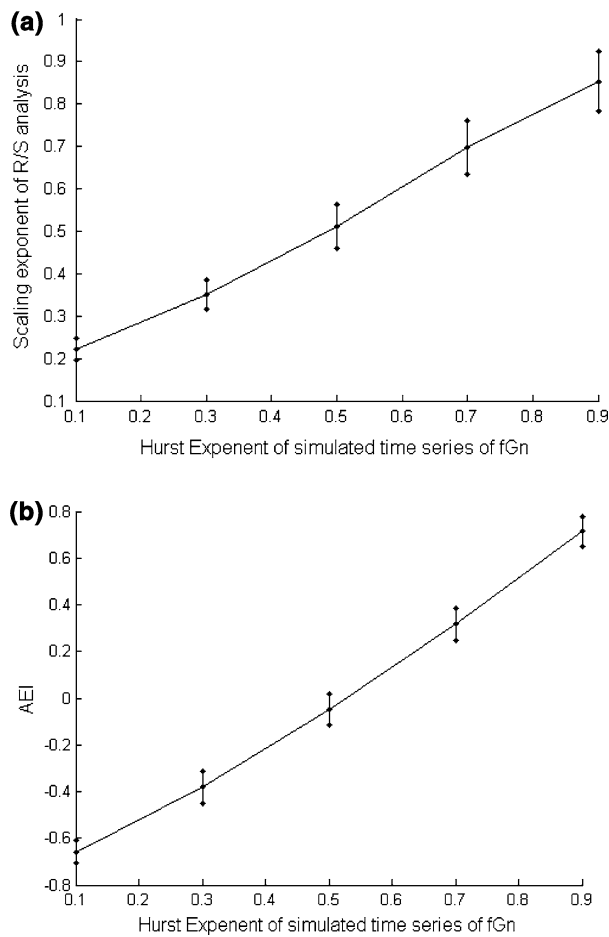 (a)
Scaling exponent of R/S analysis
1
0.9
0.8
0.7
0.6
0.5
0.4
0.3
0.2
0.1
0.1 0.2 0.3 0.4 0.5 0.6 0.7 0.8 0.9
Hurst Expenent of simulated time series of fGn
(b)
AEI
0.8
0.6
0.4
0.2
0
-0.2
-0.4
-0.6
-0.8
0.1 0.2 0.3 0.4 0.5 0.6 0.7 0.8 0.9
Hurst Expenent of simulated time series of fGn